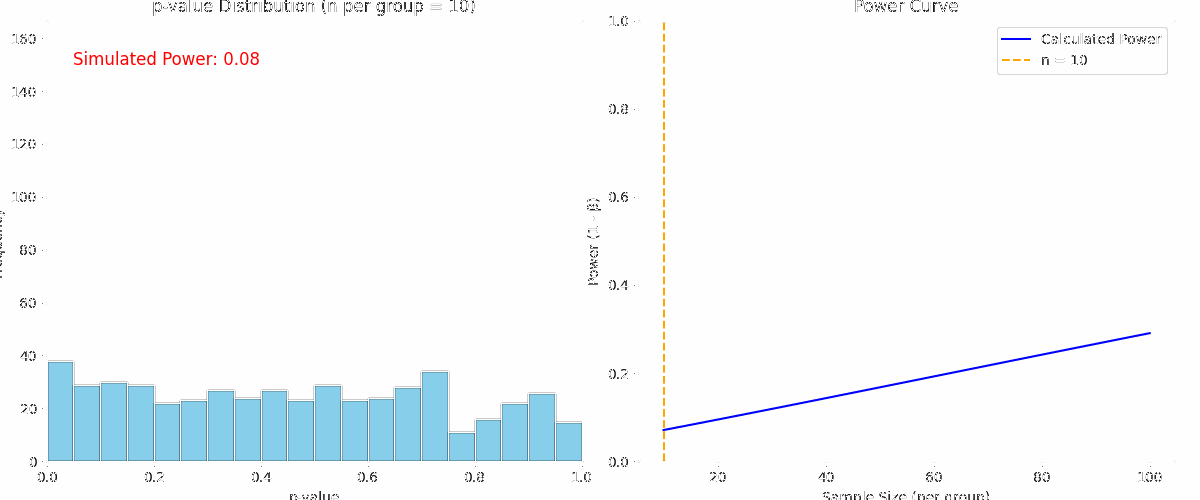 p-value Distribution (n per group = 10)
160
140
120
100
80
60
40
20
0
Simulated Power: 0.08
0.0 0.2 0.4 0.6 0.8 1.0
p-value
Power Curve
1.0
0.8
0.6
0.4
0.2
0.0
Power (1 - β)
Calculated Power
n = 10
20 40 60 80 100
Sample Size (per group)